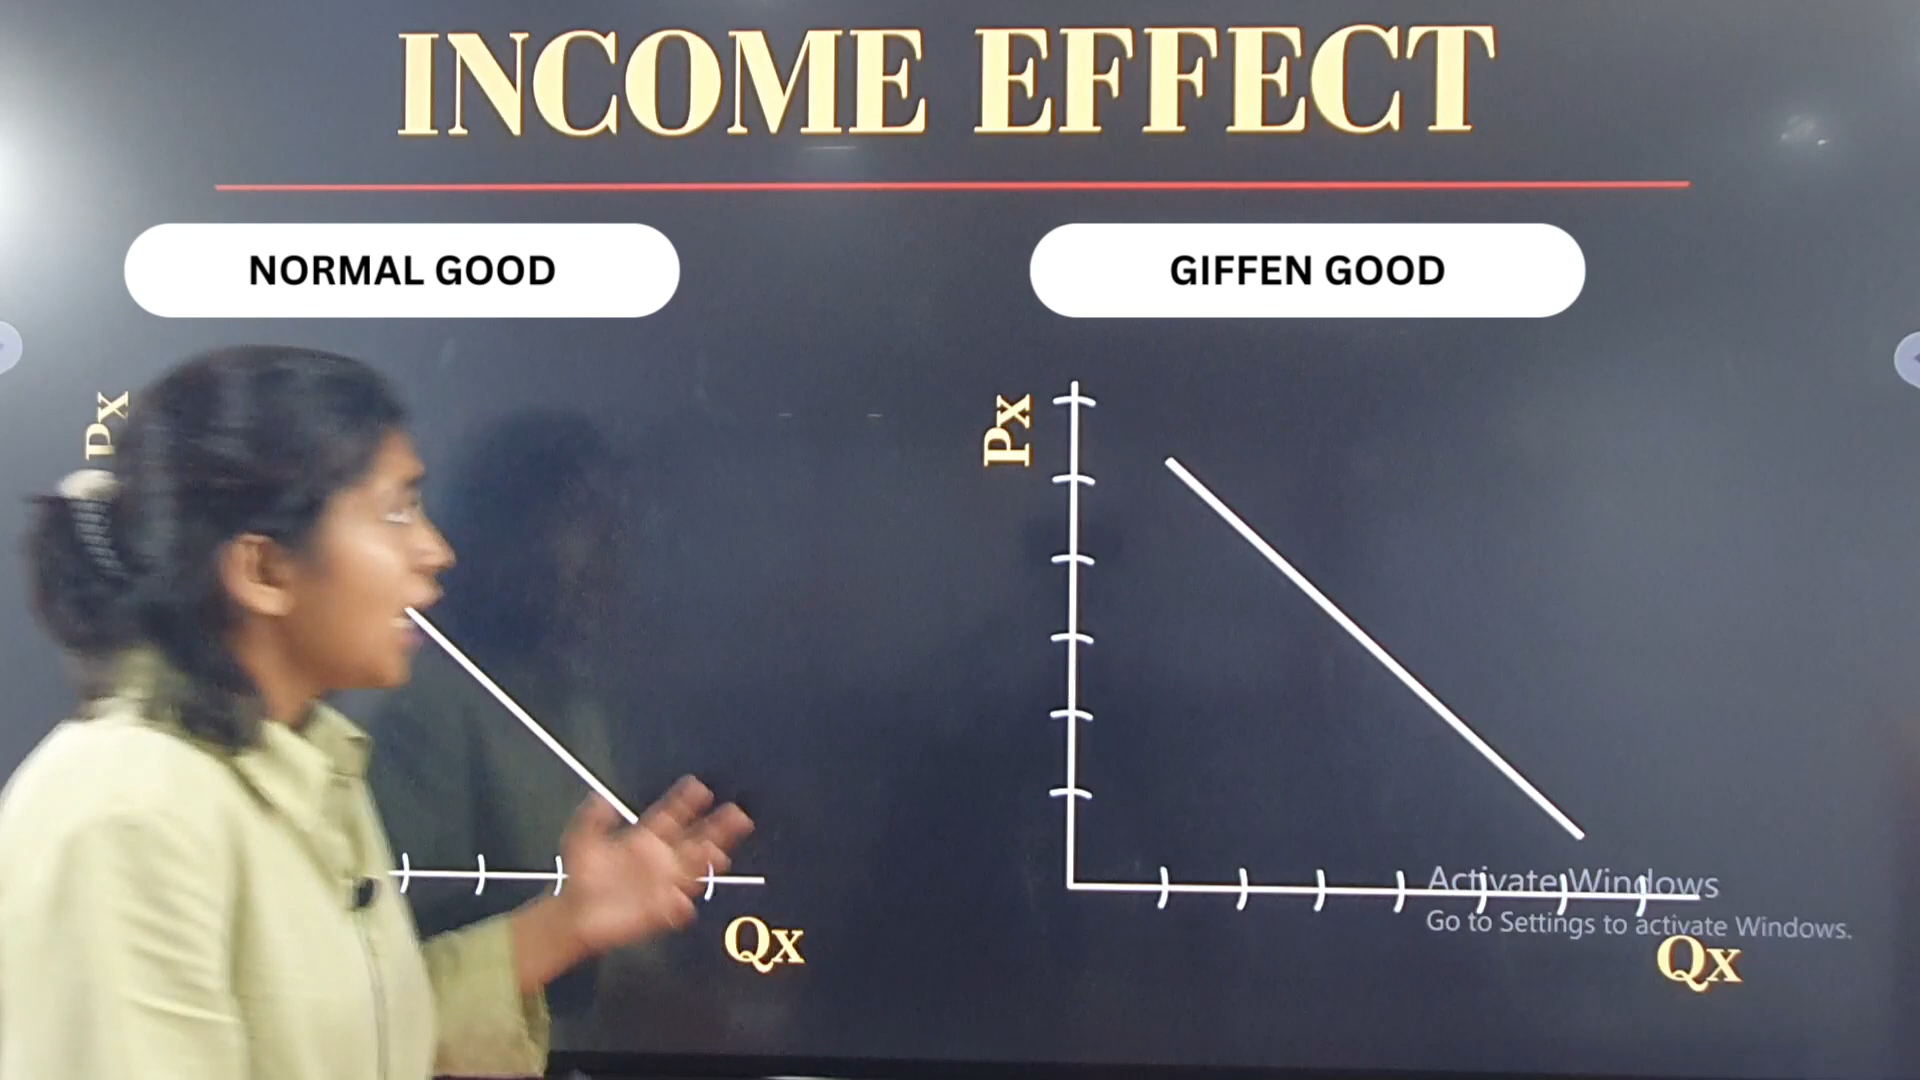 INCOME EFFECT
NORMAL GOOD
GIFFEN GOOD
Px
Px
Activate Windows
Go to Settings to activate Windows.
Qx
Qx